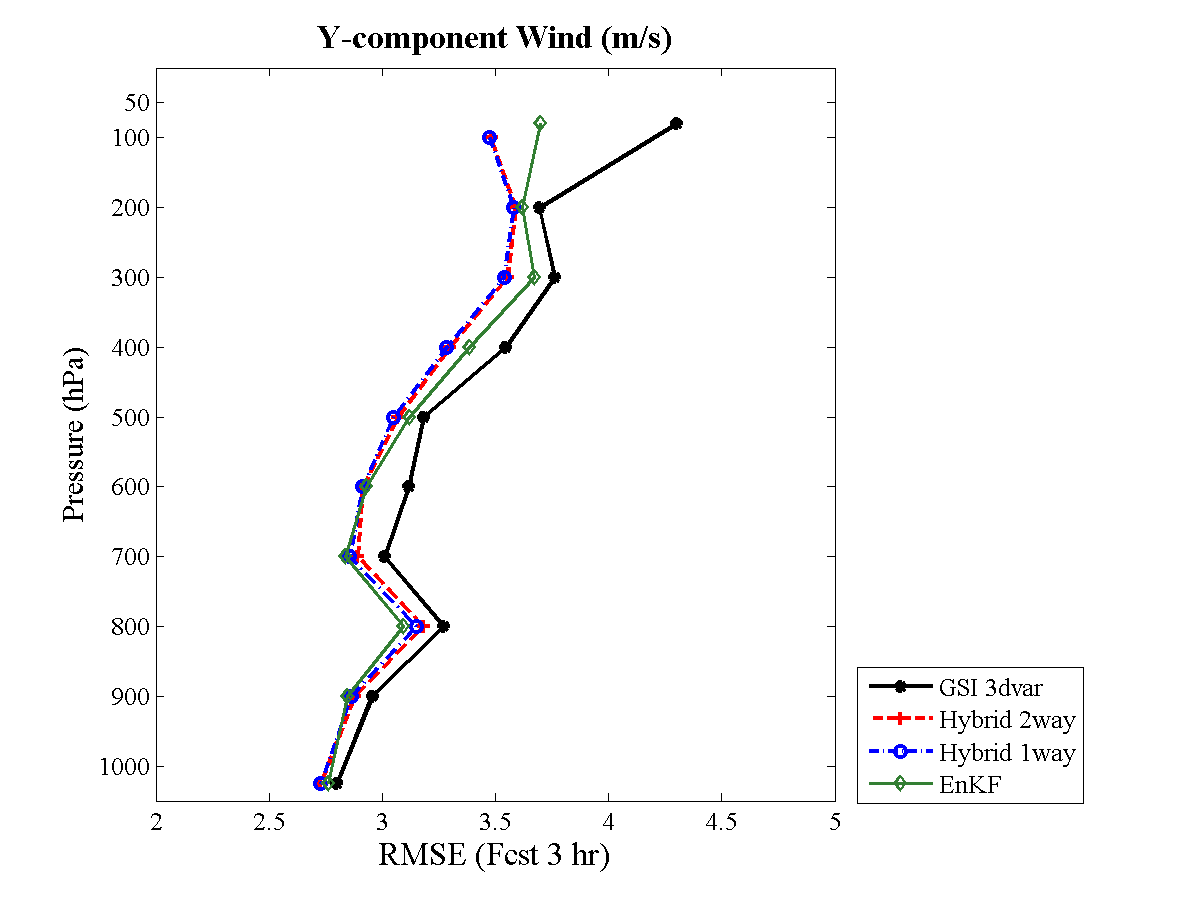 Y-component Wind (m/s)
50
100
200
300
400
500
600
700
800
900
1000
Pressure (hPa)
2 2.5 3 3.5 4 4.5 5
RMSE (Fcst 3 hr)
GSI 3dvar
Hybrid 2way
Hybrid 1way
EnKF